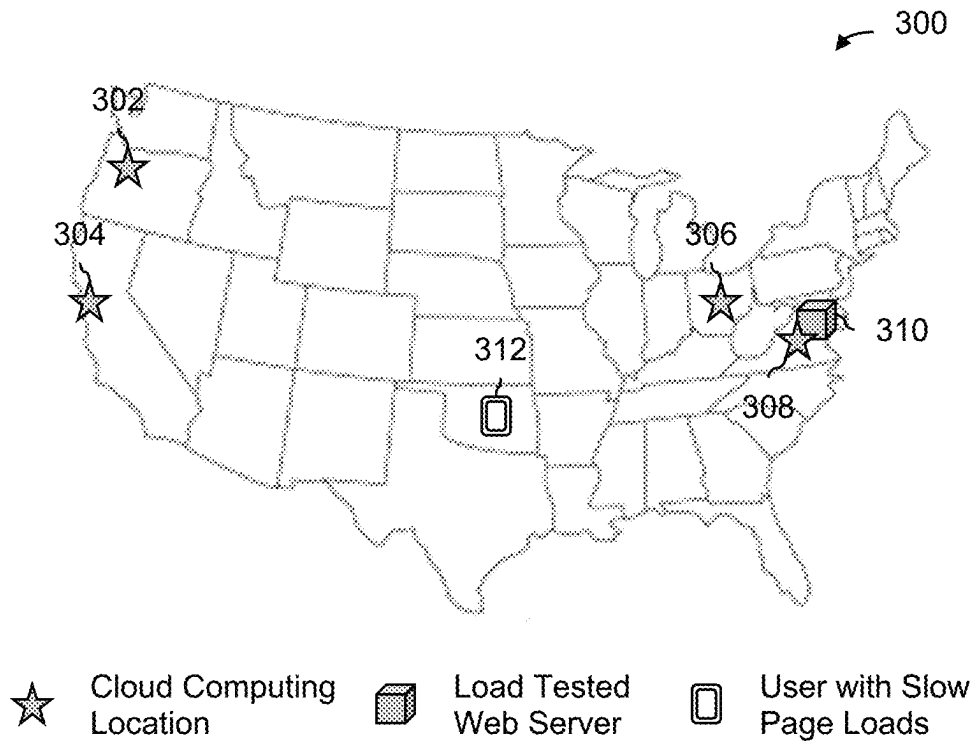 300
302
304
306
310
312
308
Cloud Computing
Location
Load Tested
Web Server
User with Slow
Page Loads